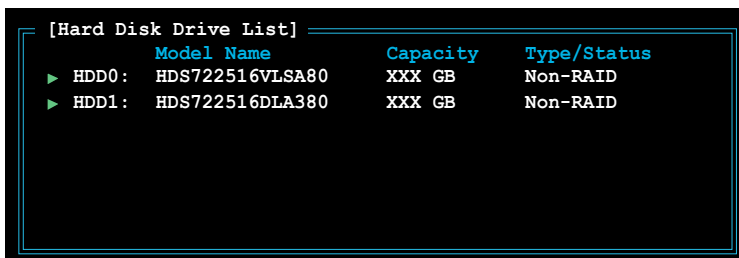 [Hard Disk Drive List]
Model Name Capacity Type/Status
HDD0: HDS722516VLSA80 XXX GB Non-RAID
HDD1: HDS722516DLA380 XXX GB Non-RAID